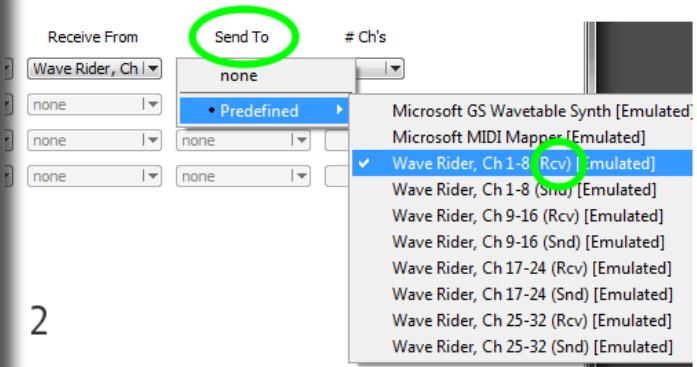 Receive From Send To # Ch's
Wave Rider, Ch
none
none
none
none
none
none
Predefined
Microsoft GS Wavetable Synth [Emulated]
Microsoft MIDI Mapper [Emulated]
Wave Rider, Ch 1-8 (Rcv) [Emulated]
Wave Rider, Ch 1-8 (Snd) [Emulated]
Wave Rider, Ch 9-16 (Rcv) [Emulated]
Wave Rider, Ch 9-16 (Snd) [Emulated]
Wave Rider, Ch 17-24 (Rcv) [Emulated]
Wave Rider, Ch 17-24 (Snd) [Emulated]
Wave Rider, Ch 25-32 (Rcv) [Emulated]
Wave Rider, Ch 25-32 (Snd) [Emulated]
2